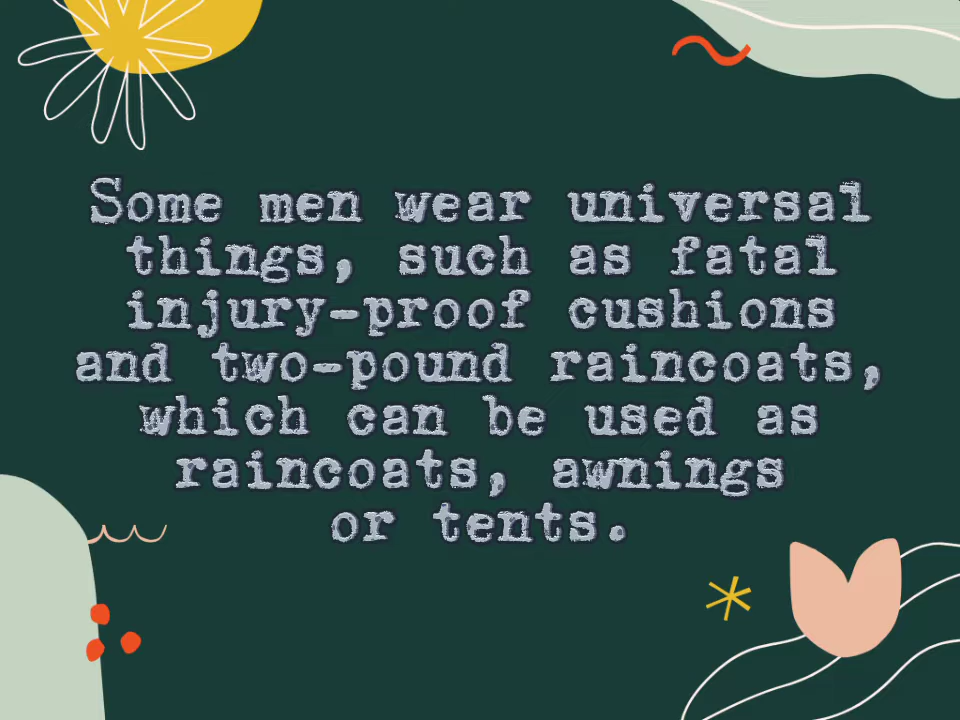 Some men wear universal
things, such as fatal
injury-proof cushions
and two-pound raincoats,
which can be used as
raincoats, awnings
or tents.